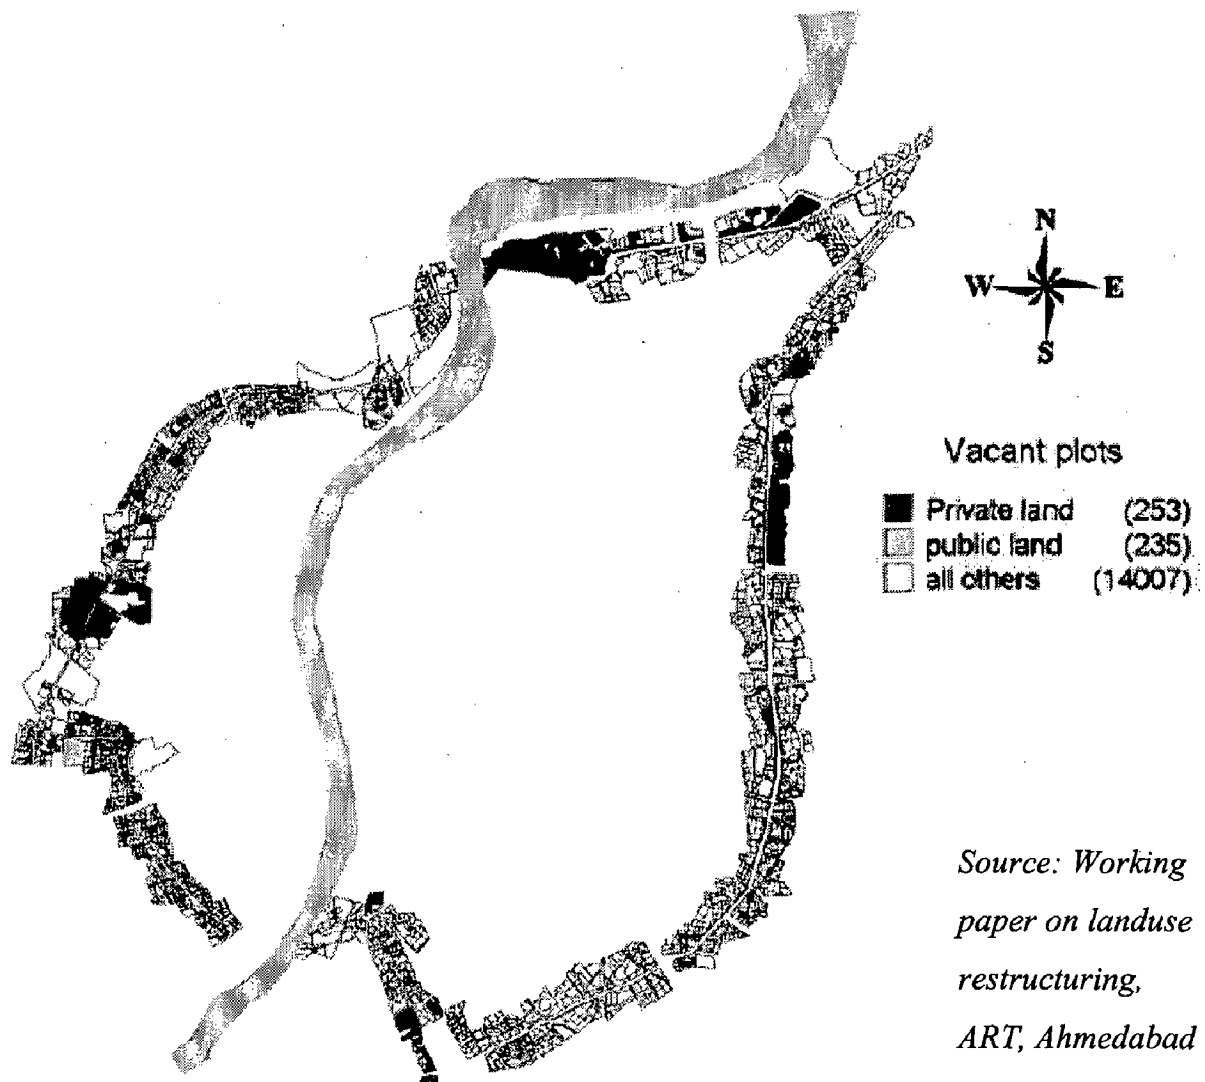 N
W E
S
Vacant plots
Private land (253)
public land (235)
all others (14007)
Source: Working
paper on landuse
restructuring,
ART, Ahmedabad